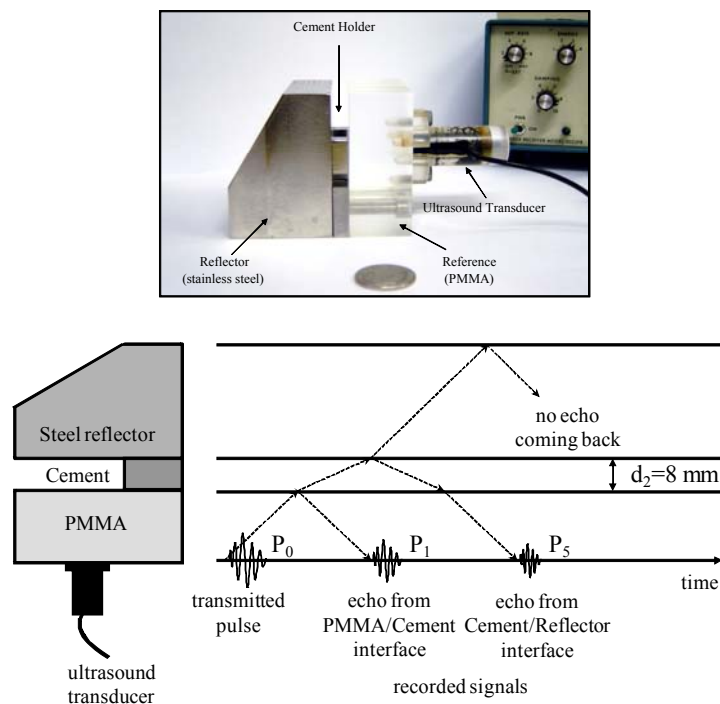 Cement Holder
Ultrasound Transducer
Reflector
(stainless steel)
Reference
(PMMA)
Steel reflector
Cement
PMMA
ultrasound
transducer
no echo
coming back
d₂=8 mm
P₀
P₁
P₅
time
transmitted
pulse
echo from
PMMA/Cement
interface
echo from
Cement/Reflector
interface
recorded signals